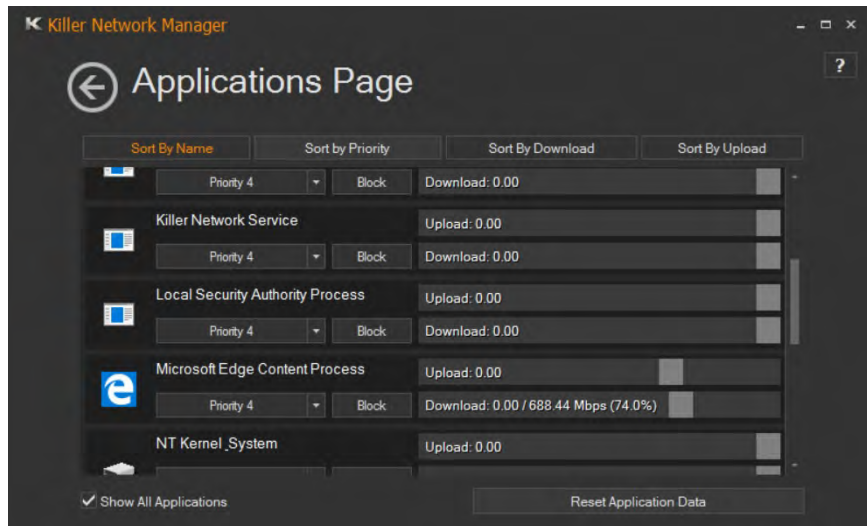 Killer Network Manager
Applications Page
?
Sort By Name Sort by Priority Sort By Download Sort By Upload
Priority 4 Block Download: 0.00
Killer Network Service Upload: 0.00
Priority 4 Block Download: 0.00
Local Security Authority Process Upload: 0.00
Priority 4 Block Download: 0.00
Microsoft Edge Content Process Upload: 0.00
Priority 4 Block Download: 0.00 / 688.44 Mbps (74.0%)
NT Kernel _System Upload: 0.00
Show All Applications Reset Application Data